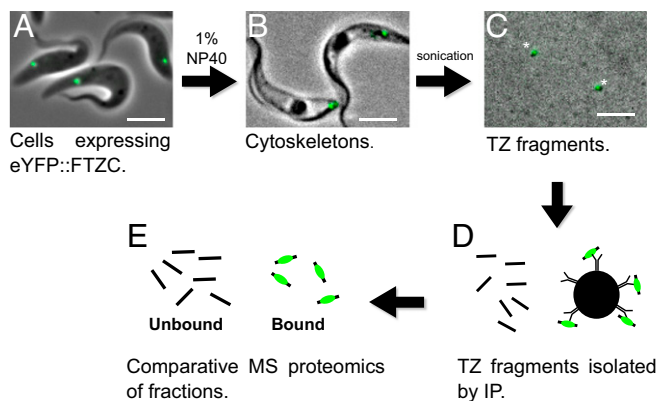 A
1%
NP40
B
sonication
C
*
*
Cells expressing
eYFP::FTZC.
Cytoskeletons.
TZ fragments.
E
D
Unbound Bound
Comparative MS proteomics
of fractions.
TZ fragments isolated
by IP.